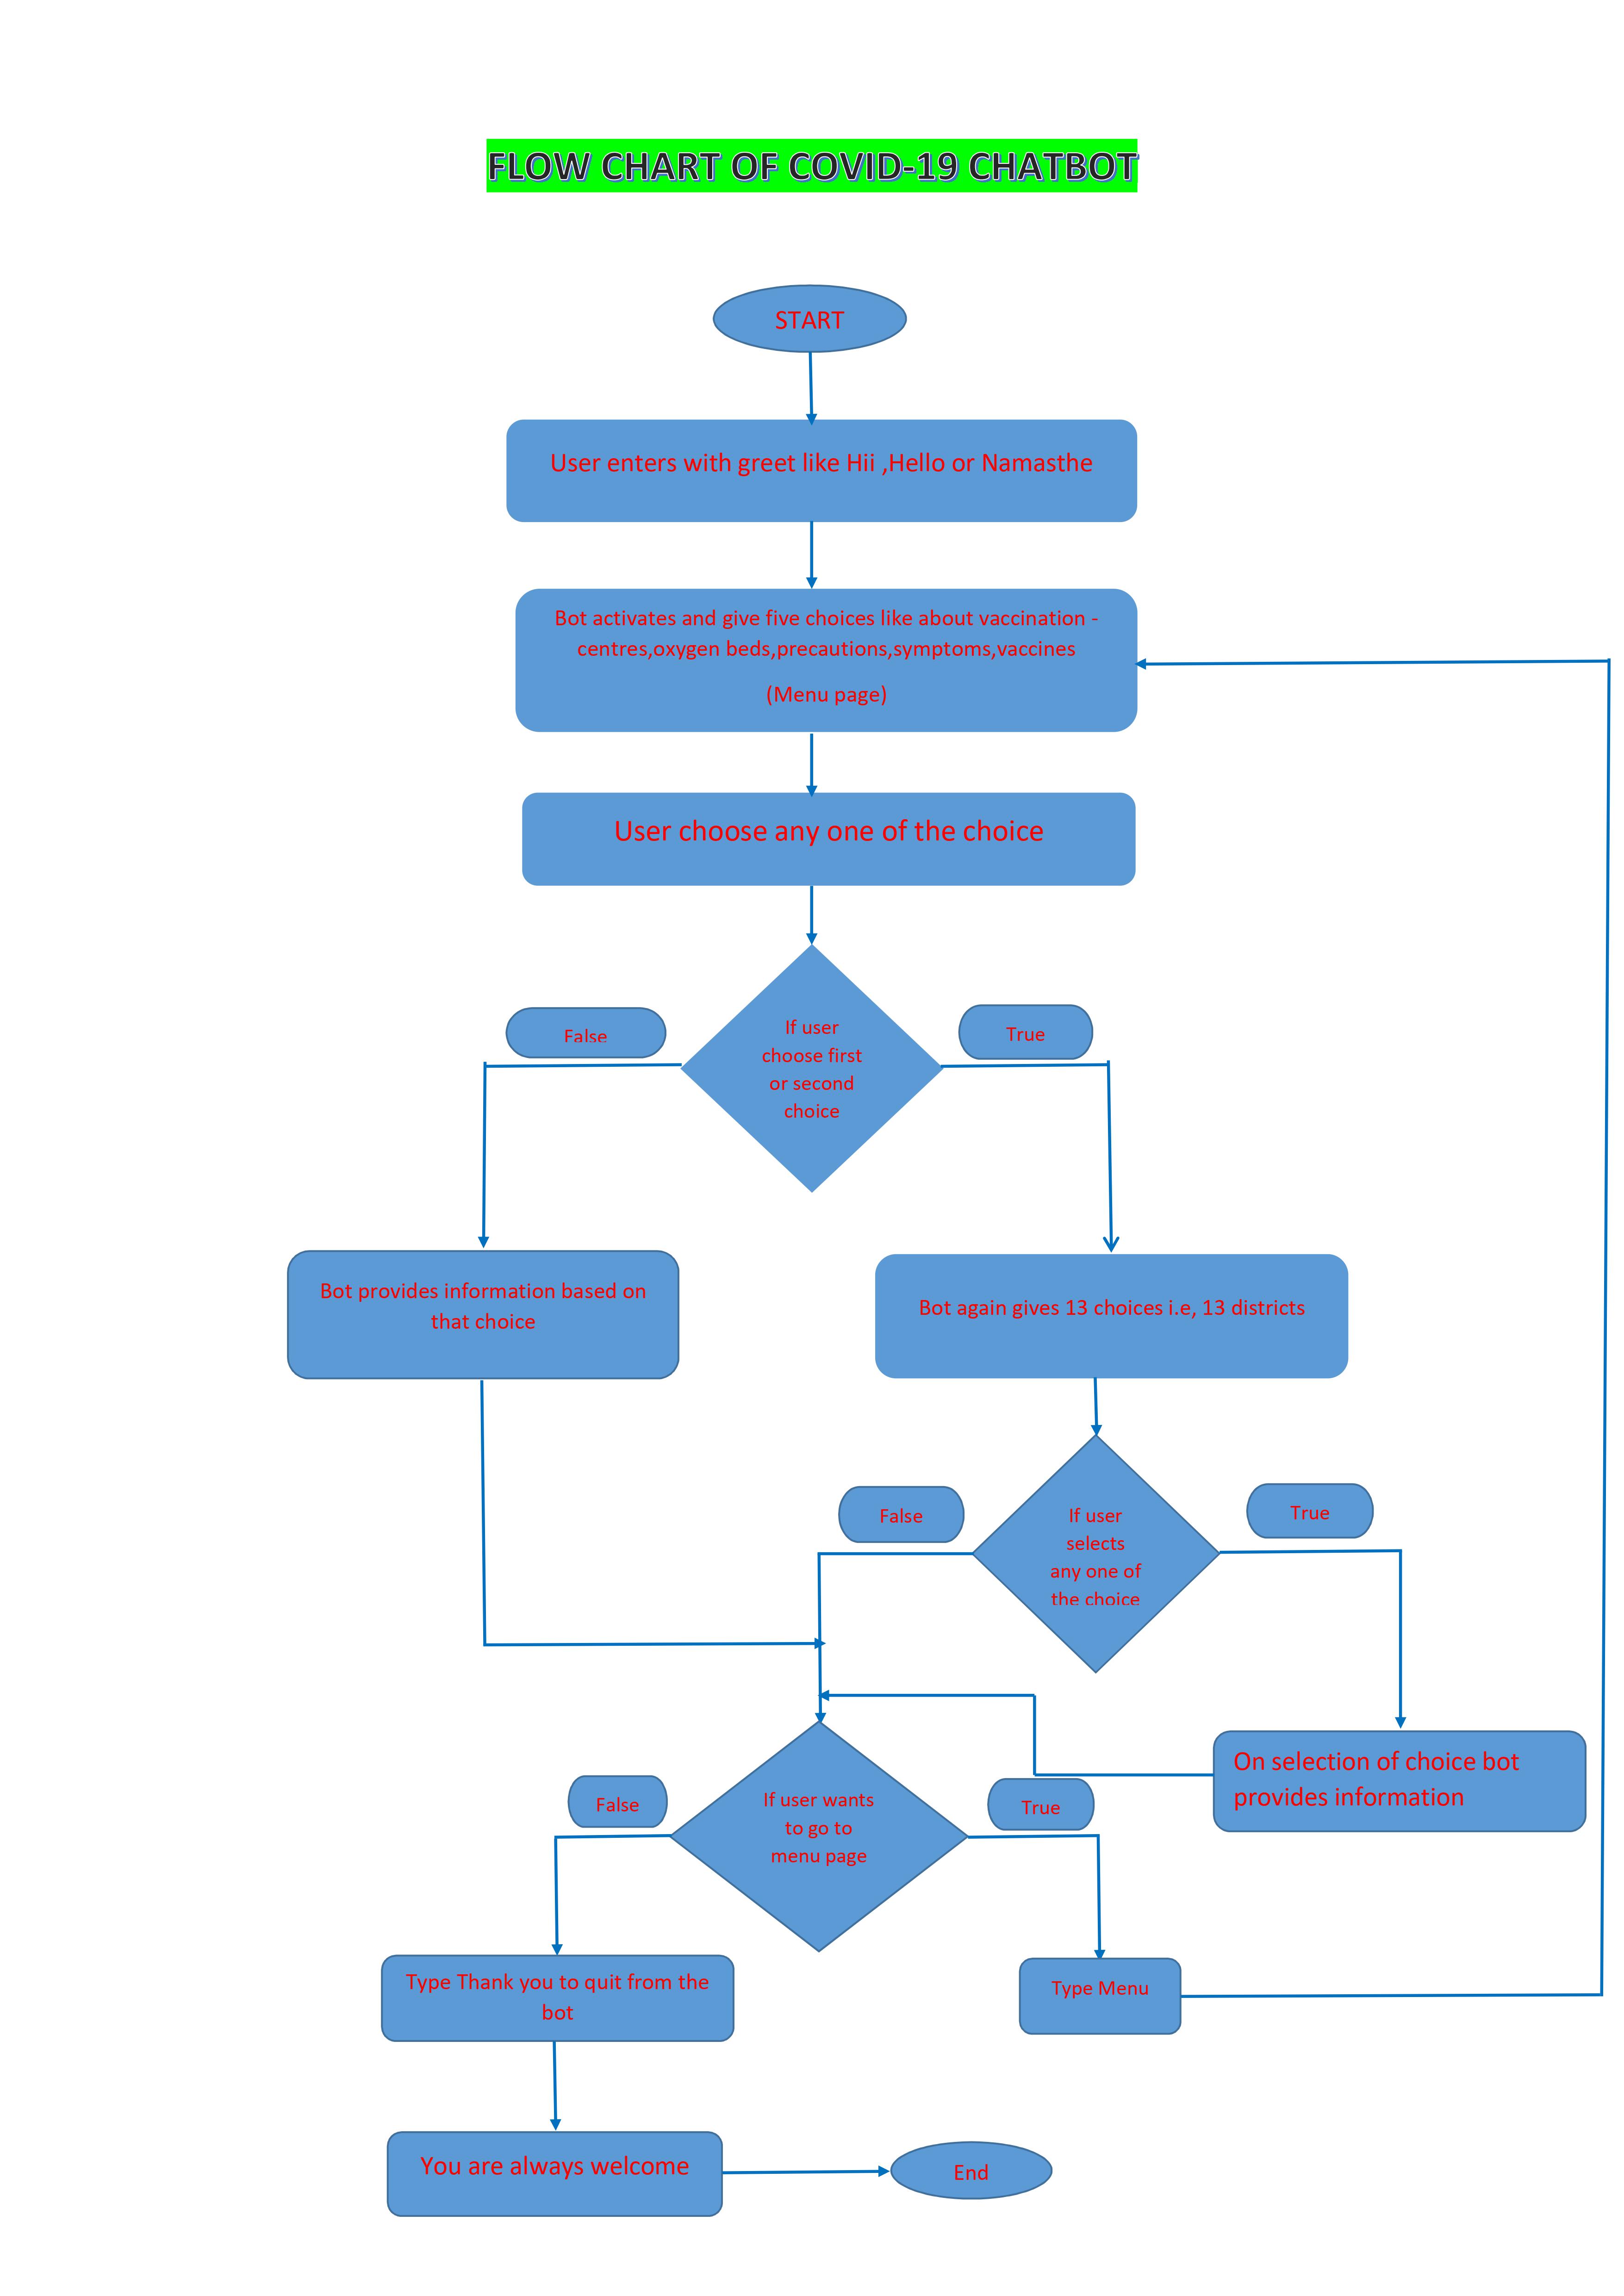 FLOW CHART OF COVID-19 CHATBOT
START
User enters with greet like Hii ,Hello or Namasthe
Bot activates and give five choices like about vaccination -
centres,oxygen beds,precautions,symptoms,vaccines
(Menu page)
User choose any one of the choice
False
True
If user
choose first
or second
choice
Bot provides information based on
that choice
Bot again gives 13 choices i.e, 13 districts
False
True
If user
selects
any one of
the choice
On selection of choice bot
provides information
False
True
If user wants
to go to
menu page
Type Thank you to quit from the
bot
Type Menu
You are always welcome
End